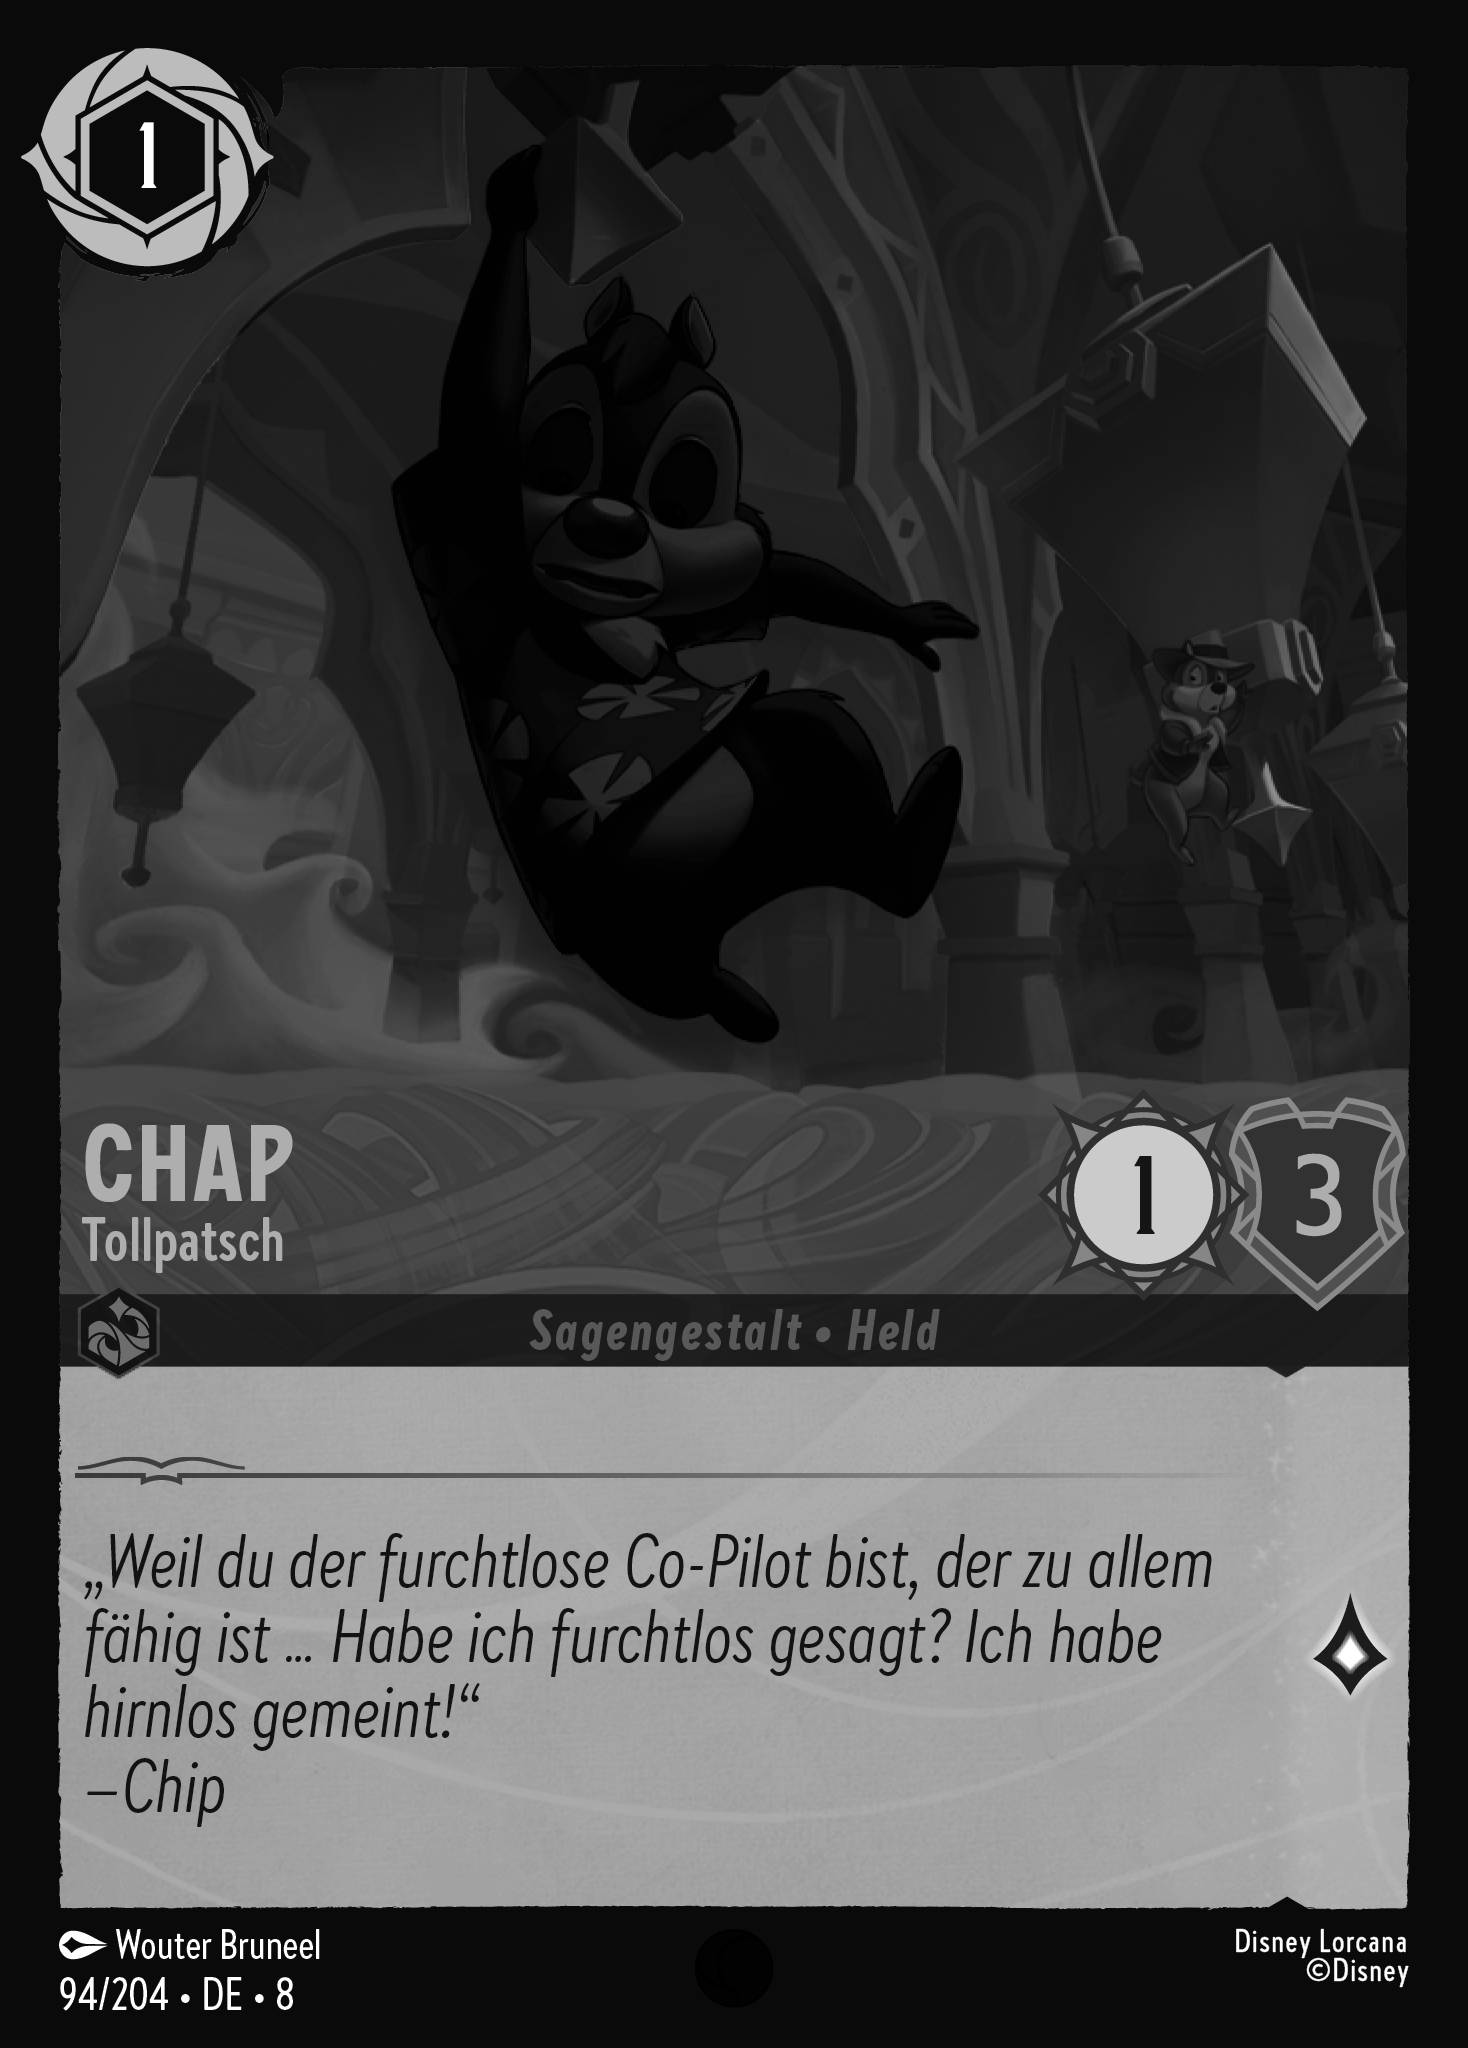 1
CHAP
Tollpatsch
1
3
Sagengestalt • Held
„Weil du der furchtlose Co-Pilot bist, der zu allem
fähig ist ... Habe ich furchtlos gesagt? Ich habe
hirnlos gemeint!“
–Chip
Wouter Bruneel
94/204 • DE • 8
Disney Lorcana
©Disney